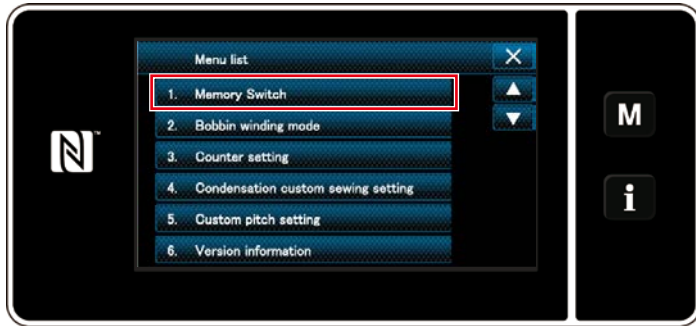 Menu list
1. Memory Switch
2. Bobbin winding mode
3. Counter setting
4. Condensation custom sewing setting
5. Custom pitch setting
6. Version information
M
i